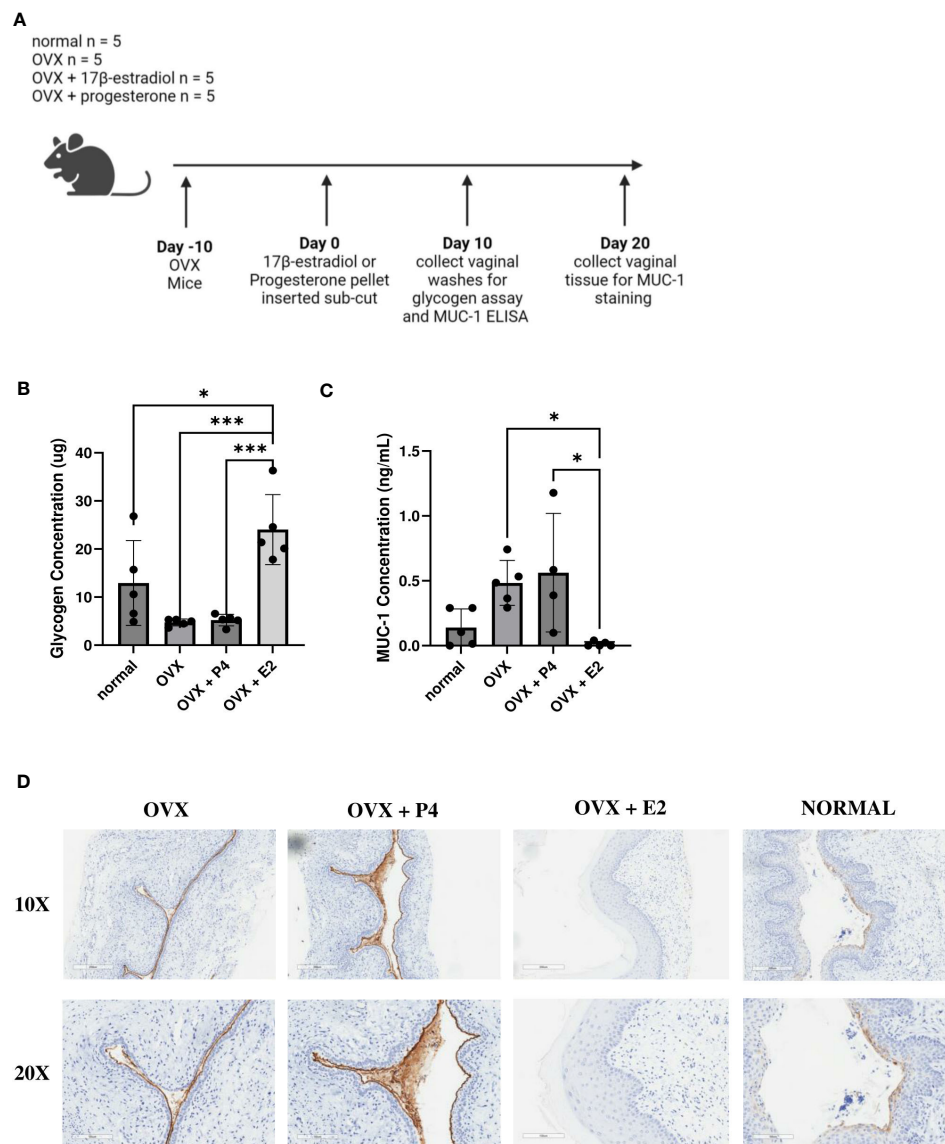 A
normal n = 5
OVX n = 5
OVX + 17β-estradiol n = 5
OVX + progesterone n = 5
Day -10
OVX
Mice
Day 0
17β-estradiol or
Progesterone pellet
inserted sub-cut
Day 10
collect vaginal
washes for
glycogen assay
and MUC-1 ELISA
Day 20
collect vaginal
tissue for MUC-1
staining
B
Glycogen Concentration (ug)
40
30
20
10
0
*
***
***
normal
OVX
OVX + P4
OVX + E2
C
MUC-1 Concentration (ng/mL)
1.5
1.0
0.5
0.0
*
*
normal
OVX
OVX + P4
OVX + E2
D
OVX
OVX + P4
OVX + E2
NORMAL
10X
20X